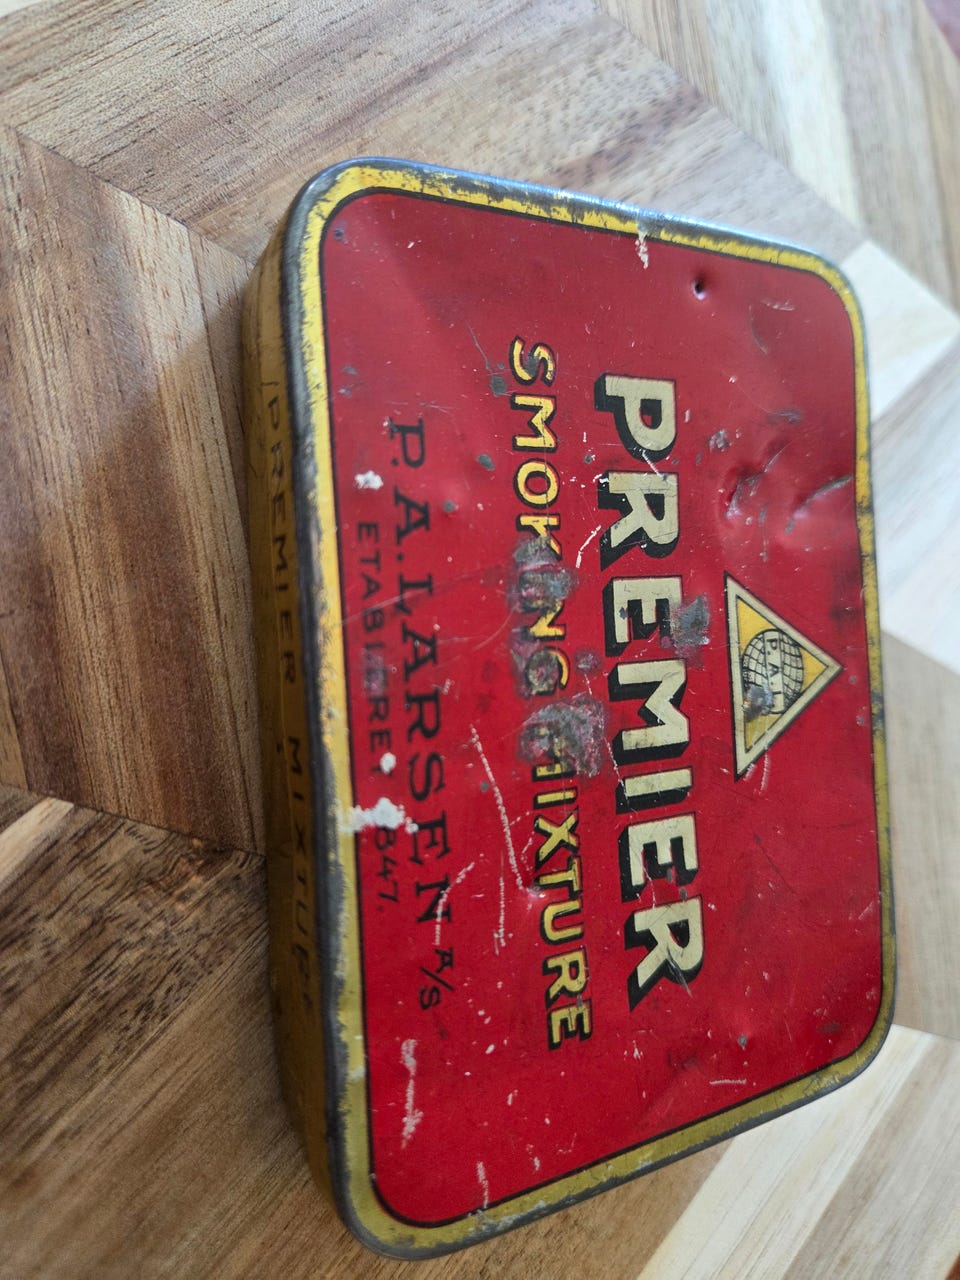 P.A.L.
PREMIER
SMOKING MIXTURE
P.A.LARSEN A/S
ETABLERET 1847.
PREMIER MIXTURE